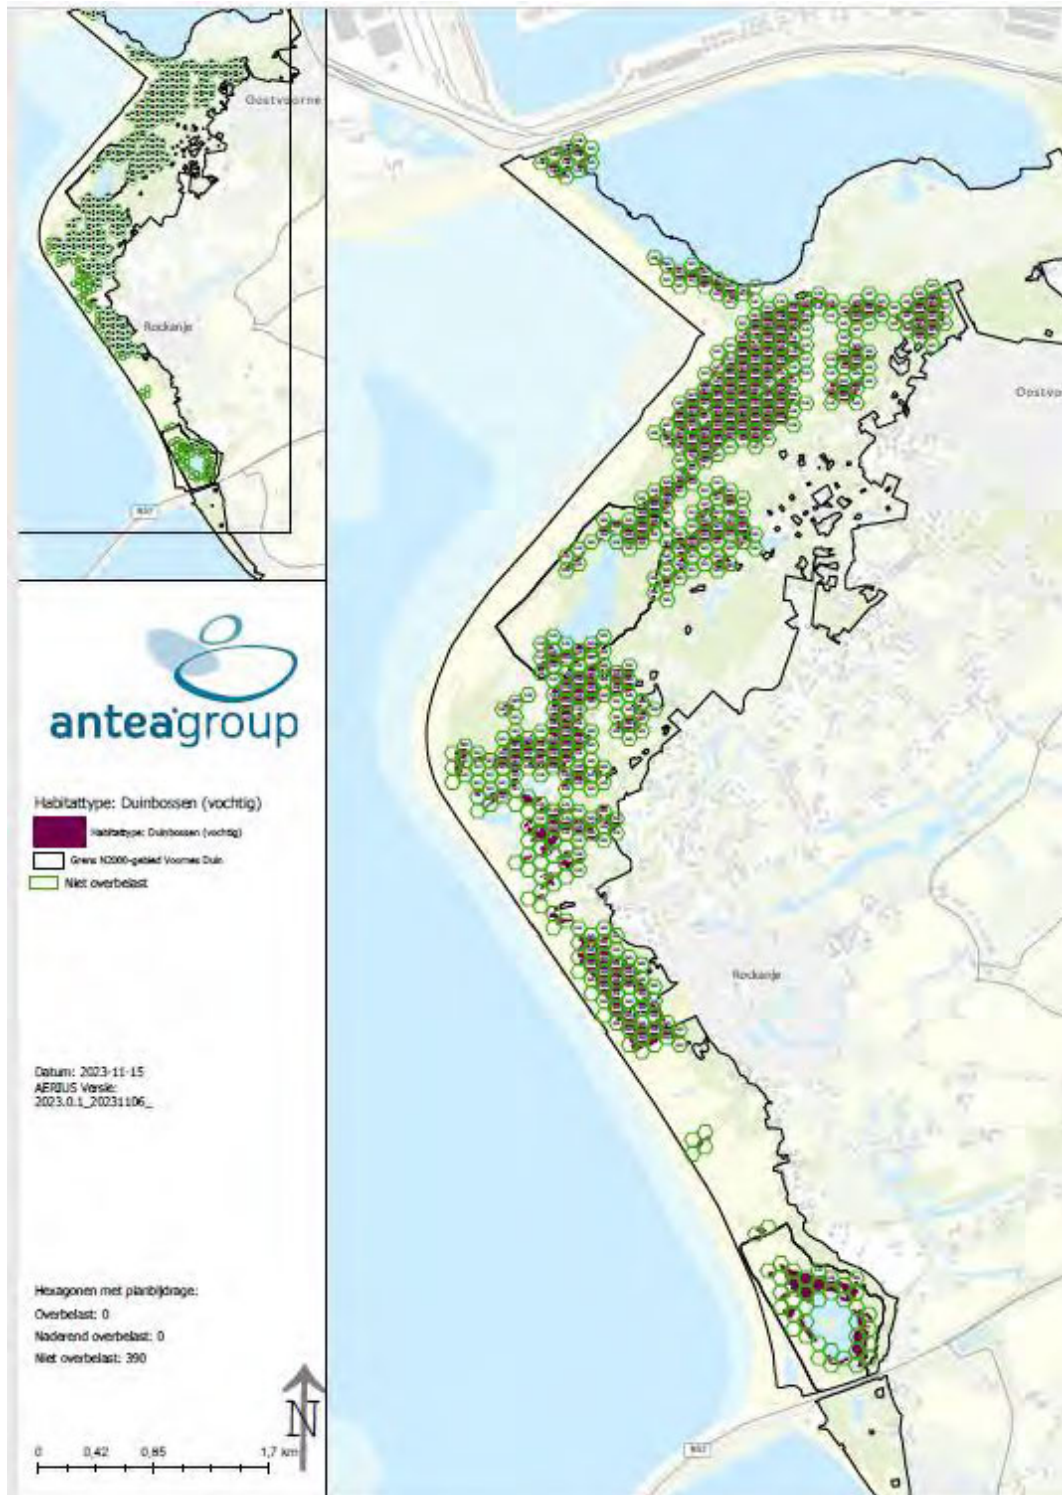 Oostvoorne
Rockanje
N57
anteagroup
Habitattype: Duinbossen (vochtig)
Habitattype: Duinbossen (vochtig)
Grens N2000-gebied Voornes Duin
Niet overbelast
Datum: 2023-11-15
AERIUS Versie:
2023.0.1_20231106_
Hexagonen met planbijdrage:
Overbelast: 0
Naderend overbelast: 0
Niet overbelast: 390
N
0 0,42 0,85 1,7 km
Oostvo
Rockanje
N57